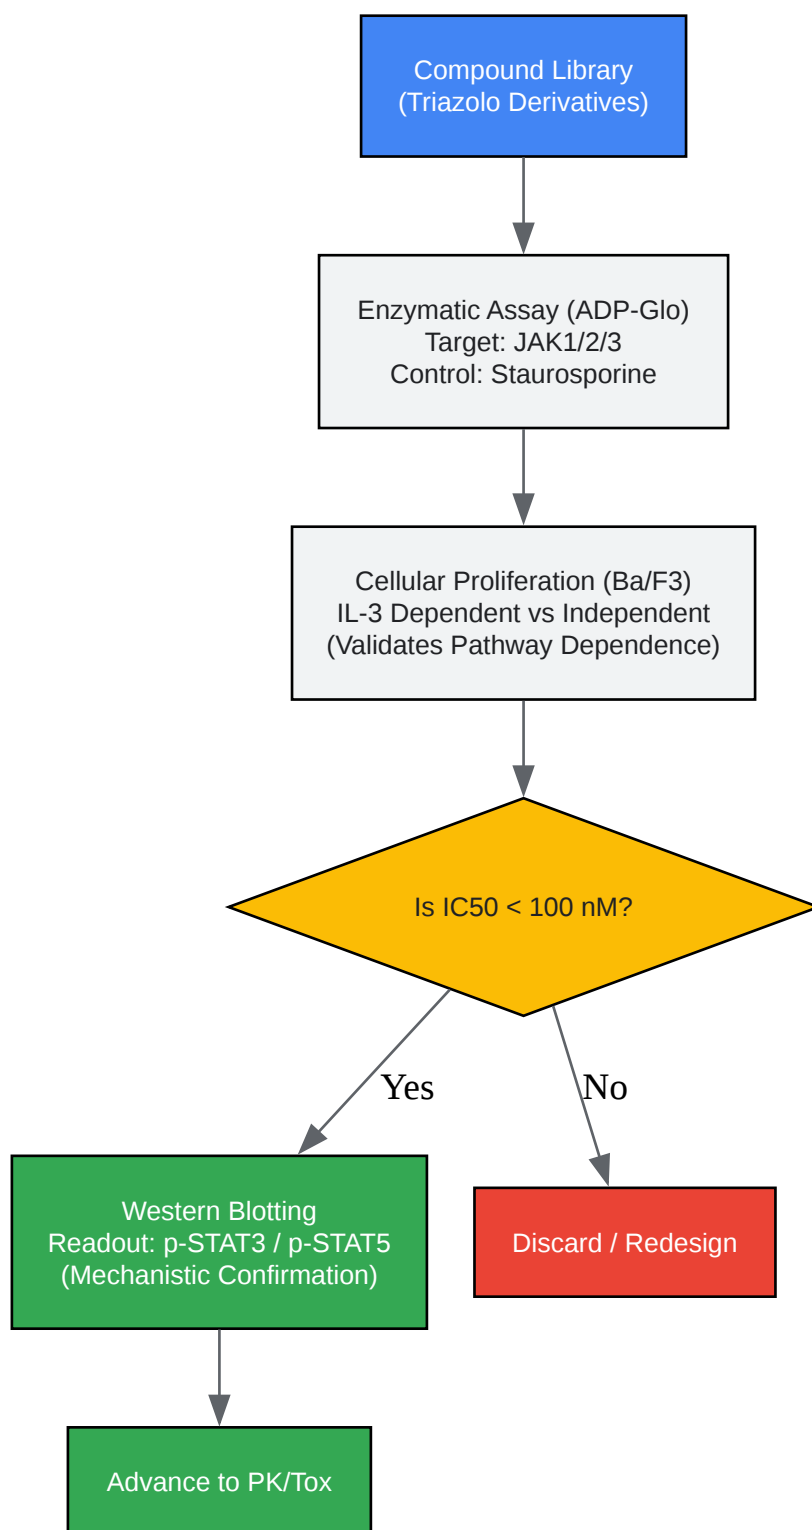 Compound Library
(Triazolo Derivatives)
Enzymatic Assay (ADP-Glo)
Target: JAK1/2/3
Control: Staurosporine
Cellular Proliferation (Ba/F3)
IL-3 Dependent vs Independent
(Validates Pathway Dependence)
Is IC50 < 100 nM?
Yes
No
Western Blotting
Readout: p-STAT3 / p-STAT5
(Mechanistic Confirmation)
Discard / Redesign
Advance to PK/Tox